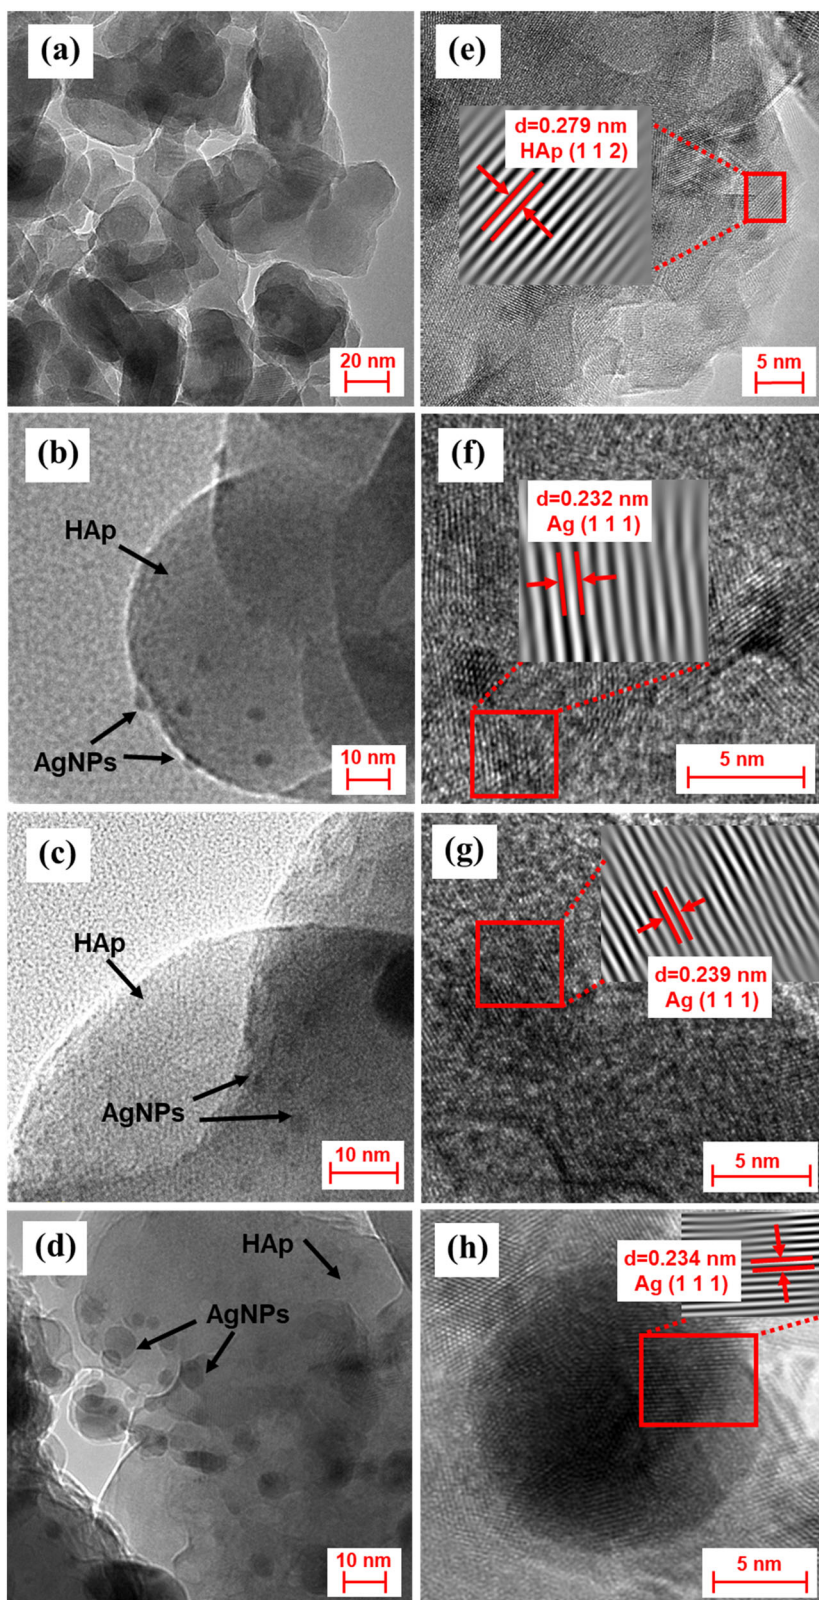 (a)
20 nm
(e)
d=0.279 nm
HAp (1 1 2)
5 nm
(b)
HAp
AgNPs
10 nm
(f)
d=0.232 nm
Ag (1 1 1)
5 nm
(c)
HAp
AgNPs
10 nm
(g)
d=0.239 nm
Ag (1 1 1)
5 nm
(d)
HAp
AgNPs
10 nm
(h)
d=0.234 nm
Ag (1 1 1)
5 nm